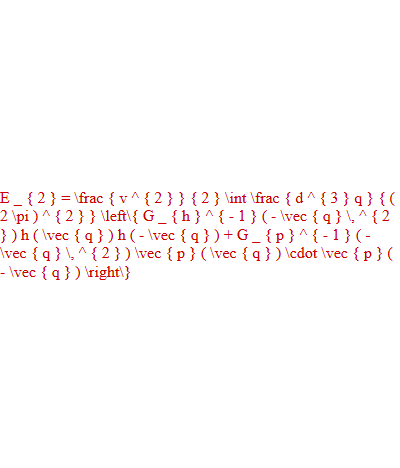 E _ { 2 } = \frac { v ^ { 2 } } { 2 } \int \frac { d ^ { 3 } q } { (
2 \pi ) ^ { 2 } } \left\{ G _ { h } ^ { - 1 } ( - \vec { q } \, ^ { 2
} ) h ( \vec { q } ) h ( - \vec { q } ) + G _ { p } ^ { - 1 } ( -
\vec { q } \, ^ { 2 } ) \vec { p } ( \vec { q } ) \cdot \vec { p } (
- \vec { q } ) \right\}